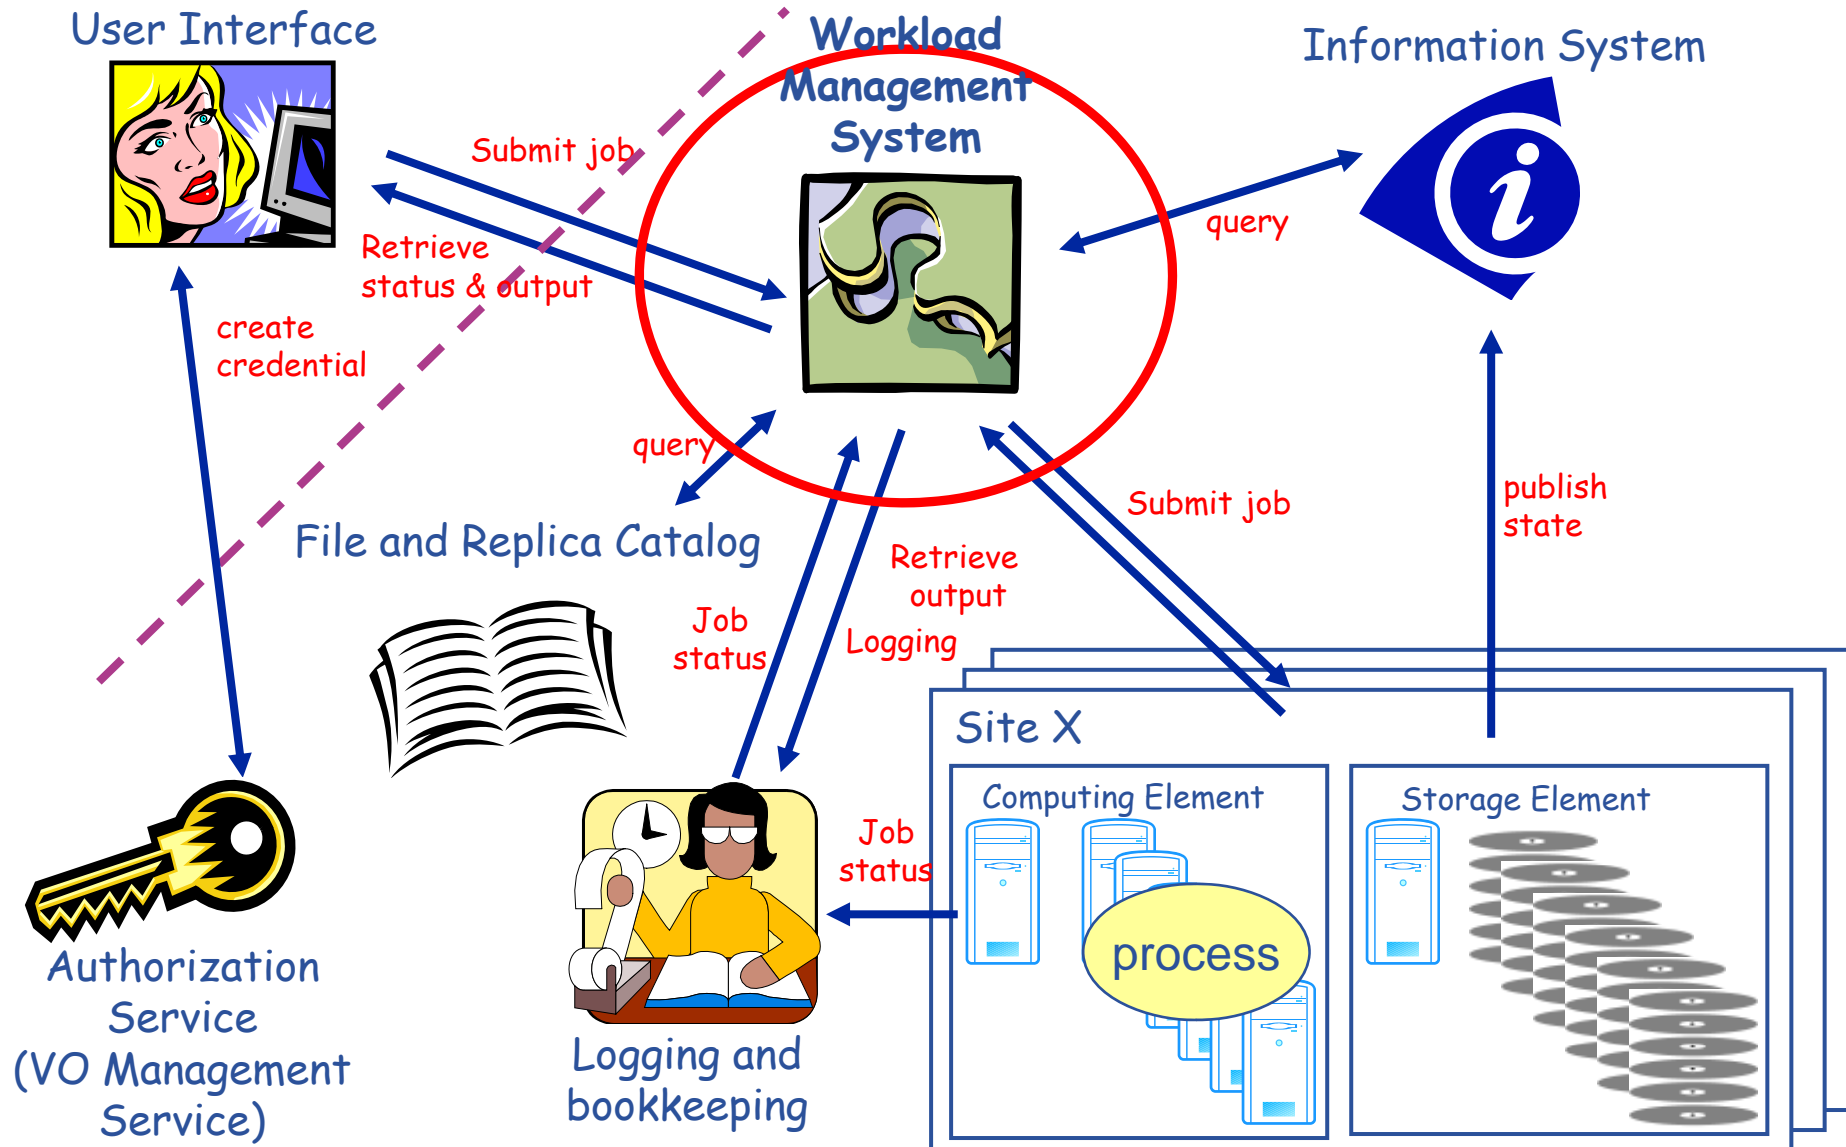 User Interface
Workload
Management
System
Information System
Submit job
Retrieve
status & output
query
create
credential
query
Submit job
publish
state
File and Replica Catalog
Retrieve
output
Job
status
Logging
Site X
Computing Element
Storage Element
Job
status
process
i
Authorization
Service
(VO Management
Service)
Logging and
bookkeeping